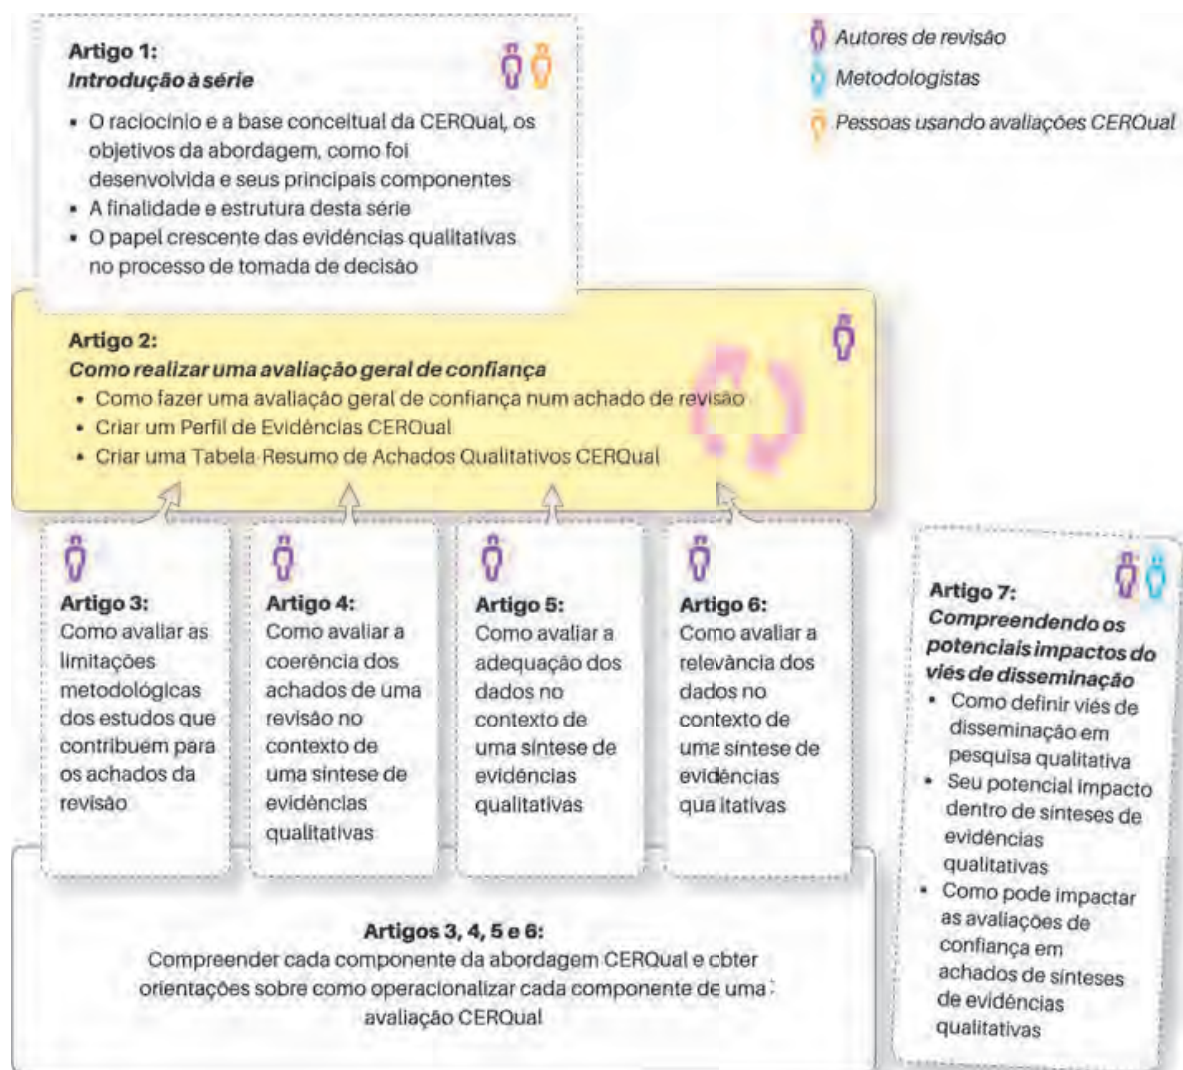 Artigo 1:
Introdução à série
• O raciocínio e a base conceitual da CERQual, os
objetivos da abordagem, como foi
desenvolvida e seus principais componentes
• A finalidade e estrutura desta série
• O papel crescente das evidências qualitativas
no processo de tomada de decisão
Autores de revisão
Metodologistas
Pessoas usando avaliações CERQual
Artigo 2:
Como realizar uma avaliação geral de confiança
• Como fazer uma avaliação geral de confiança num achado de revisão
• Criar um Perfil de Evidências CERQual
• Criar uma Tabela-Resumo de Achados Qualitativos CERQual
Artigo 3:
Como avaliar as
limitações
metodológicas
dos estudos que
contribuem para
os achados da
revisão
Artigo 4:
Como avaliar a
coerência dos
achados de uma
revisão no
contexto de
uma síntese de
evidências
qualitativas
Artigo 5:
Como avaliar a
adequação dos
dados no
contexto de
uma síntese de
evidências
qualitativas
Artigo 6:
Como avaliar a
relevância dos
dados no
contexto de
uma síntese de
evidências
qualitativas
Artigos 3, 4, 5 e 6:
Compreender cada componente da abordagem CERQual e obter
orientações sobre como operacionalizar cada componente de uma
avaliação CERQual
Artigo 7:
Compreendendo os
potenciais impactos do
viés de disseminação
• Como definir viés de
disseminação em
pesquisa qualitativa
• Seu potencial impacto
dentro de sínteses de
evidências
qualitativas
• Como pode impactar
as avaliações de
confiança em
achados de sínteses
de evidências
qualitativas